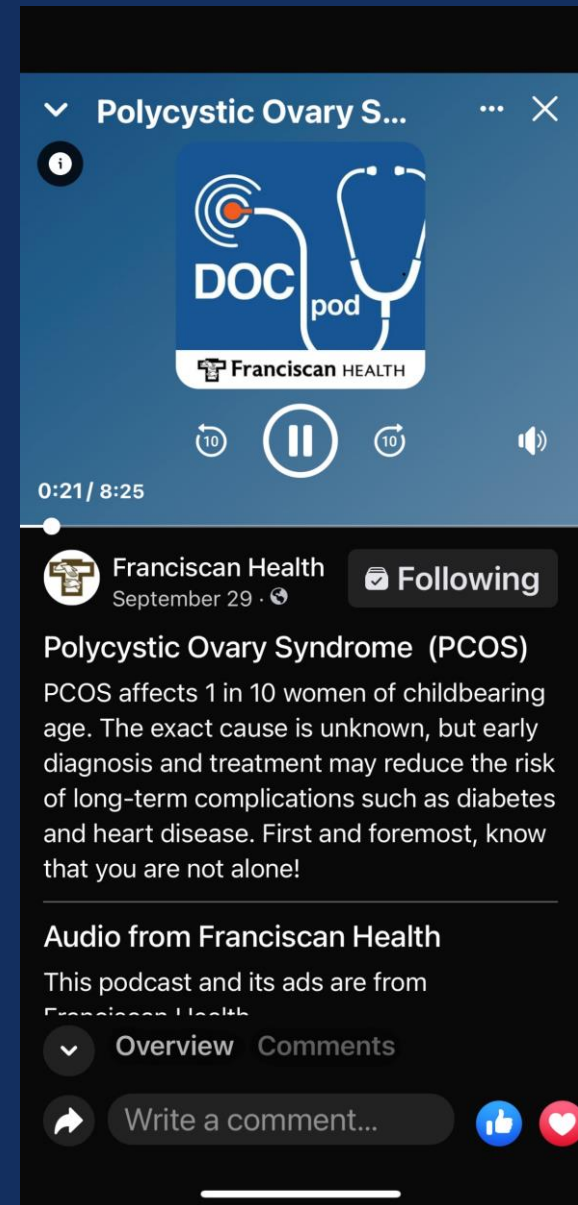 Polycystic Ovary S...
DOC
pod
Franciscan HEALTH
10
10
0:21 / 8:25
Franciscan Health
Following
September 29
Polycystic Ovary Syndrome (PCOS)
PCOS affects 1 in 10 women of childbearing
age. The exact cause is unknown, but early
diagnosis and treatment may reduce the risk
of long-term complications such as diabetes
and heart disease. First and foremost, know
that you are not alone!
Audio from Franciscan Health
This podcast and its ads are from
Franciscan Health
Overview Comments
Write a comment...